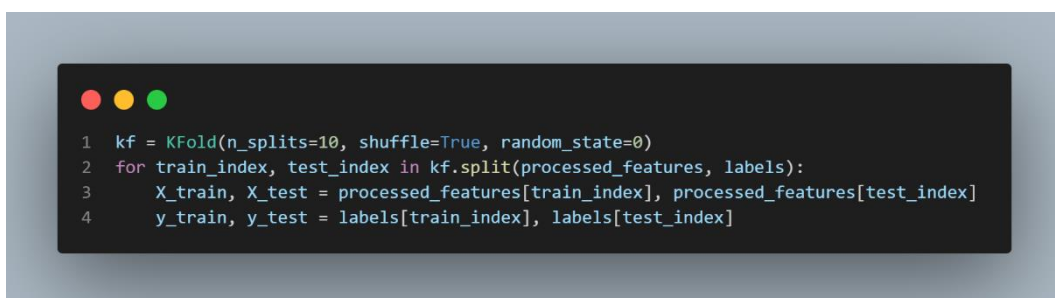 1 kf = KFold(n_splits=10, shuffle=True, random_state=0)
2 for train_index, test_index in kf.split(processed_features, labels):
3     X_train, X_test = processed_features[train_index], processed_features[test_index]
4     y_train, y_test = labels[train_index], labels[test_index]